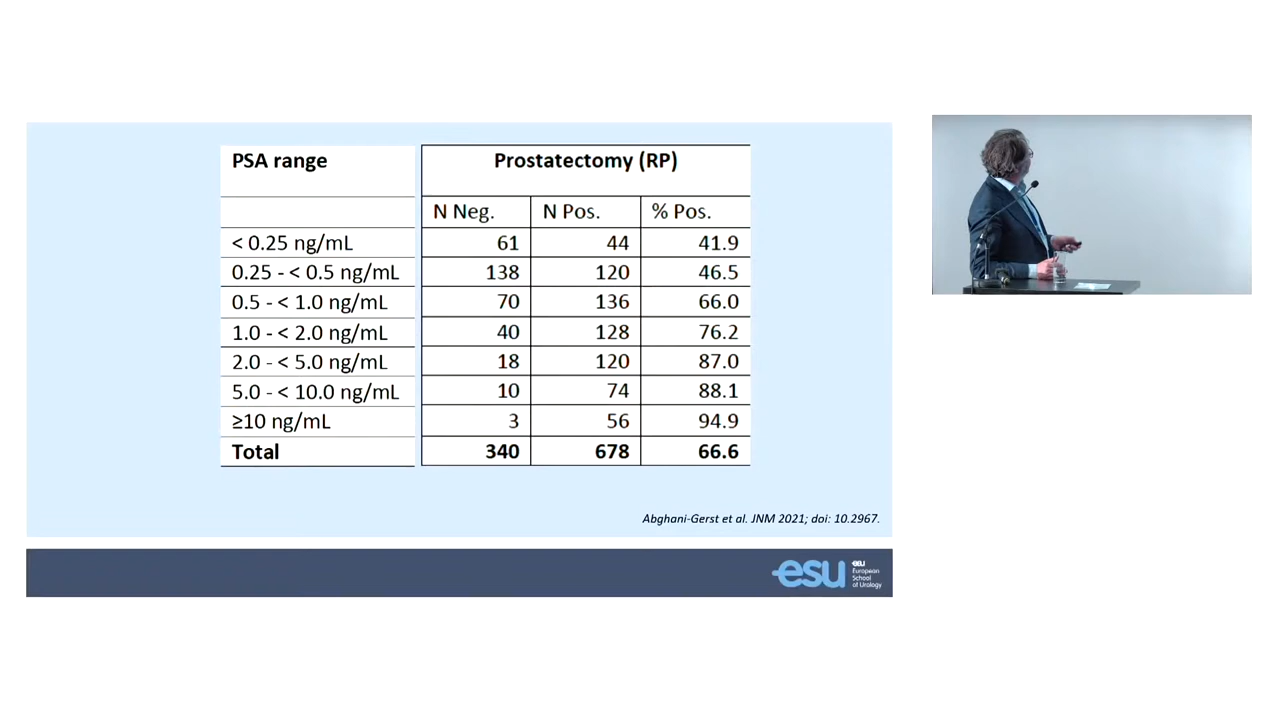 PSA range Prostatectomy (RP)
N Neg. N Pos. % Pos.
< 0.25 ng/mL 61 44 41.9
0.25 - < 0.5 ng/mL 138 120 46.5
0.5 - < 1.0 ng/mL 70 136 66.0
1.0 - < 2.0 ng/mL 40 128 76.2
2.0 - < 5.0 ng/mL 18 120 87.0
5.0 - < 10.0 ng/mL 10 74 88.1
≥10 ng/mL 3 56 94.9
Total 340 678 66.6
Abghani-Gerst et al. JNM 2021; doi: 10.2967.
esu
esu
European
School
of Urology